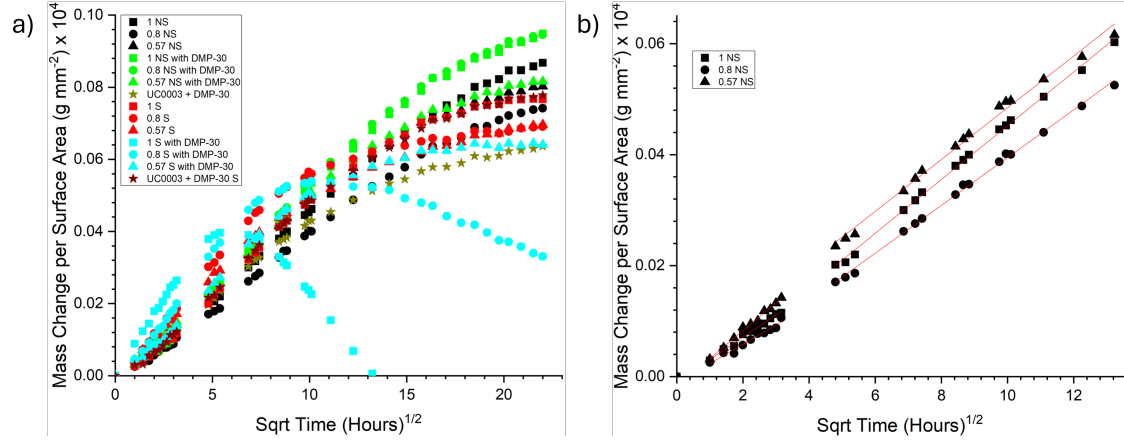 a)
Mass Change per Surface Area (g mm⁻²) x 10⁴
0.10
0.08
0.06
0.04
0.02
0.00
1 NS
0.8 NS
0.57 NS
1 NS with DMP-30
0.8 NS with DMP-30
0.57 NS with DMP-30
UC0003 + DMP-30
1 S
0.8 S
0.57 S
1 S with DMP-30
0.8 S with DMP-30
0.57 S with DMP-30
UC0003 + DMP-30 S
0 5 10 15 20
Sqrt Time (Hours)^1/2
b)
Mass Change per Surface Area (g mm⁻²) x 10⁴
0.06
0.04
0.02
0.00
1 NS
0.8 NS
0.57 NS
0 2 4 6 8 10 12
Sqrt Time (Hours)^1/2